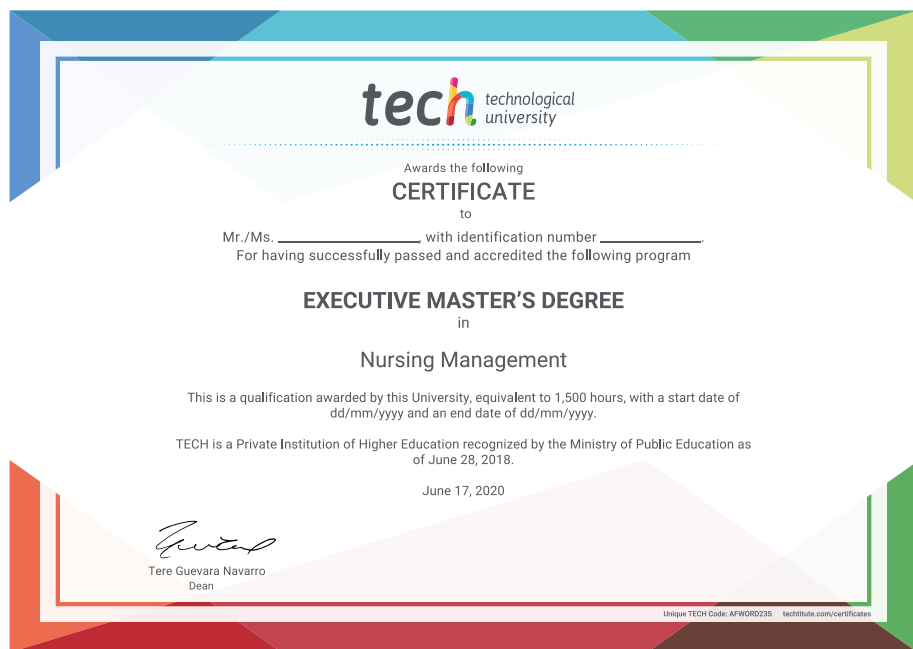 tech technological
university
Awards the following
CERTIFICATE
to
Mr./Ms. ____________________, with identification number ______________.
For having successfully passed and accredited the following program
EXECUTIVE MASTER'S DEGREE
in
Nursing Management
This is a qualification awarded by this University, equivalent to 1,500 hours, with a start date of
dd/mm/yyyy and an end date of dd/mm/yyyy.
TECH is a Private Institution of Higher Education recognized by the Ministry of Public Education as
of June 28, 2018.
June 17, 2020
Tere Guevara Navarro
Dean
Unique TECH Code: AFWORD23S techtitute.com/certificates